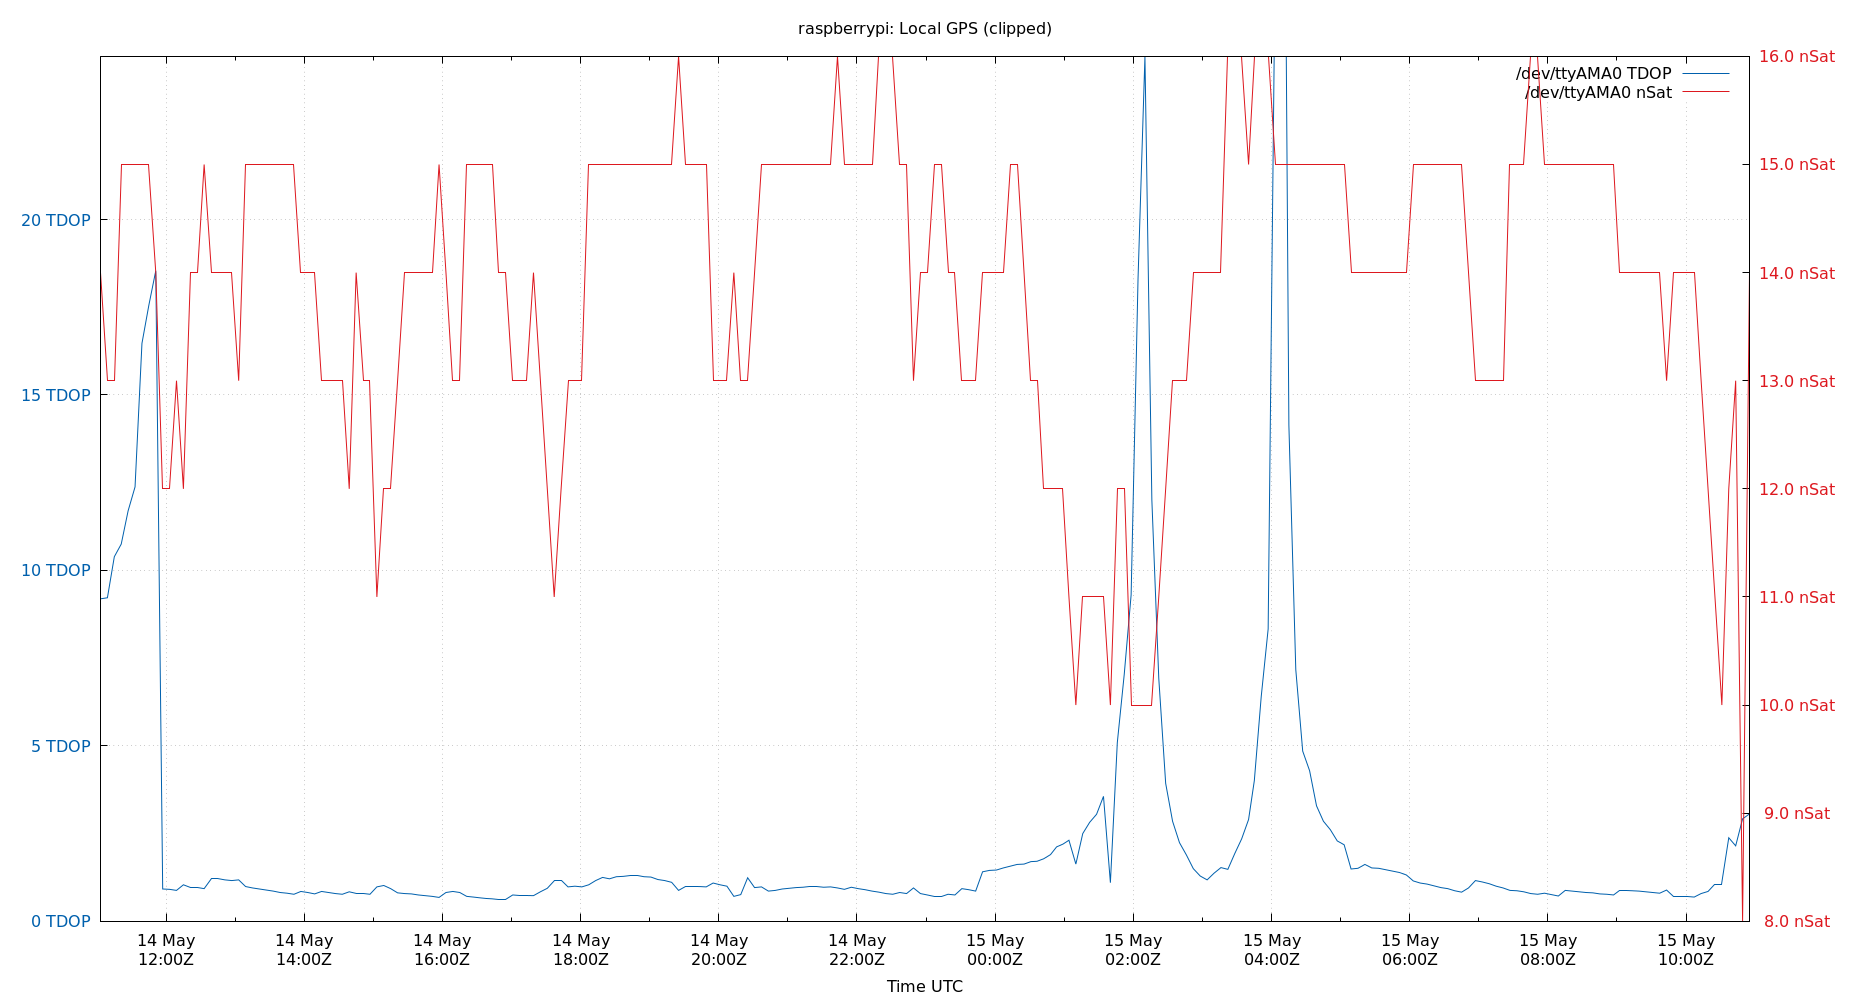 raspberrypi: Local GPS (clipped)
/dev/ttyAMA0 TDOP
/dev/ttyAMA0 nSat
20 TDOP
15 TDOP
10 TDOP
5 TDOP
0 TDOP
16.0 nSat
15.0 nSat
14.0 nSat
13.0 nSat
12.0 nSat
11.0 nSat
10.0 nSat
9.0 nSat
8.0 nSat
14 May
12:00Z
14 May
14:00Z
14 May
16:00Z
14 May
18:00Z
14 May
20:00Z
14 May
22:00Z
15 May
00:00Z
15 May
02:00Z
15 May
04:00Z
15 May
06:00Z
15 May
08:00Z
15 May
10:00Z
Time UTC